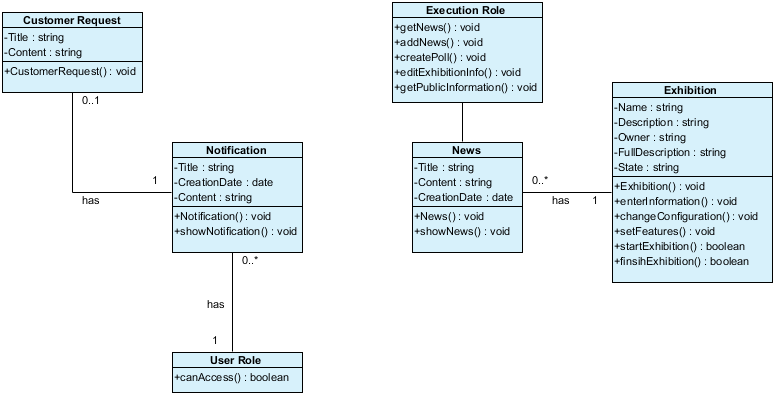 Customer Request
-Title : string
-Content : string
+CustomerRequest() : void
0..1
1
has
Notification
-Title : string
-CreationDate : date
-Content : string
+Notification() : void
+showNotification() : void
0..*
has
1
User Role
+canAccess() : boolean
Execution Role
+getNews() : void
+addNews() : void
+createPoll() : void
+editExhibitionInfo() : void
+getPublicInformation() : void
News
-Title : string
-Content : string
-CreationDate : date
+News() : void
+showNews() : void
0..*
has
1
Exhibition
-Name : string
-Description : string
-Owner : string
-FullDescription : string
-State : string
+Exhibition() : void
+enterInformation() : void
+changeConfiguration() : void
+setFeatures() : void
+startExhibition() : boolean
+finsihExhibition() : boolean